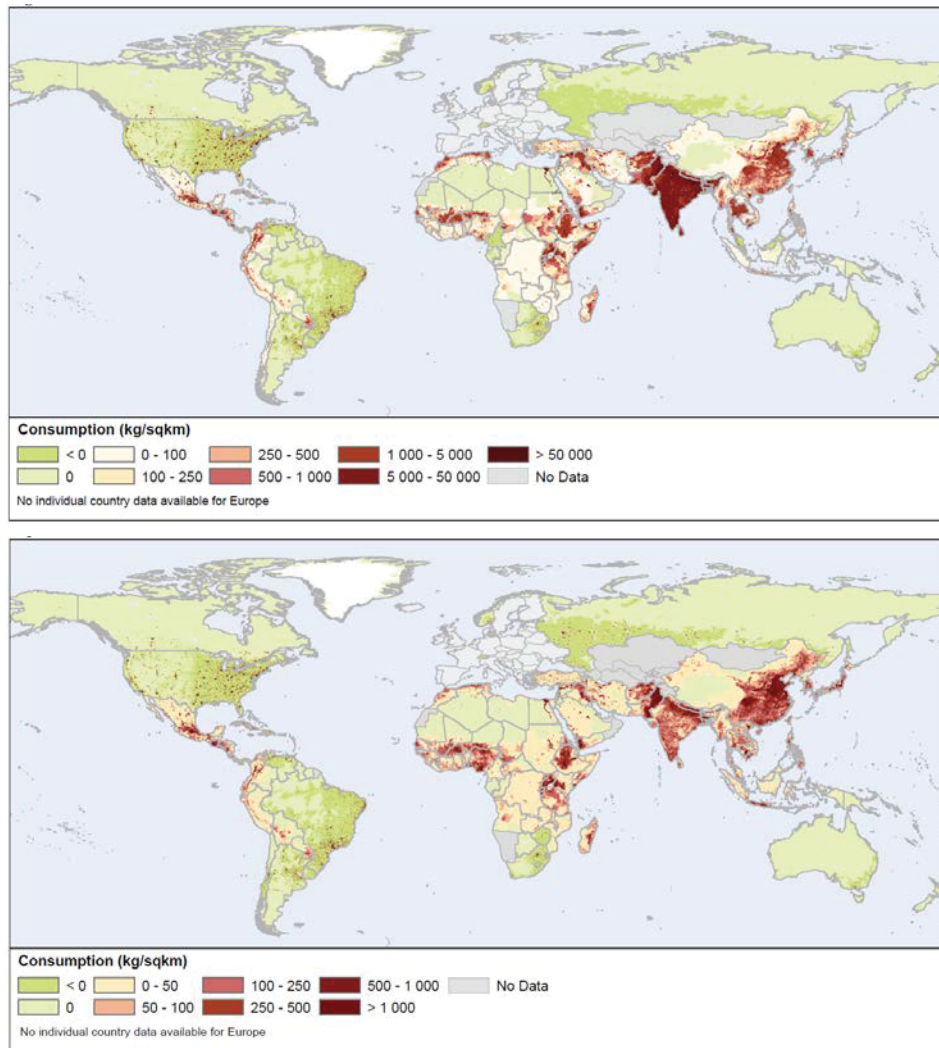 Consumption (kg/sqkm)
< 0 0 - 100 250 - 500 1 000 - 5 000 > 50 000
0 100 - 250 500 - 1 000 5 000 - 50 000 No Data
No individual country data available for Europe
Consumption (kg/sqkm)
< 0 0 - 50 100 - 250 500 - 1 000 No Data
0 50 - 100 250 - 500 > 1 000
No individual country data available for Europe